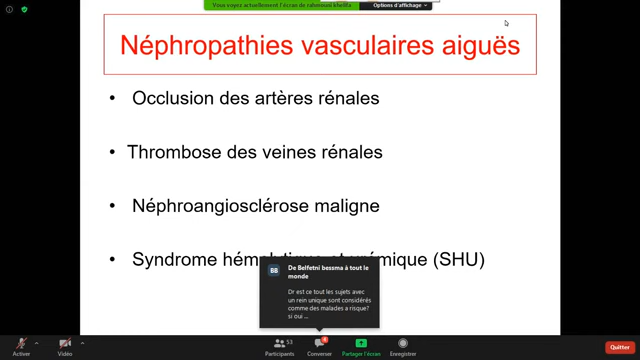 Vous voyez actuellement l'écran de rahmouni khelifa
Options d'affichage
Néphropathies vasculaires aiguës
• Occlusion des artères rénales
• Thrombose des veines rénales
• Néphroangiosclérose maligne
• Syndrome et urémique (SHU)
BB
De Belfetni bessma à tout le
monde
Dr est ce tout les sujets avec
un rein unique sont considérés
comme des malades a risque?
si oui ...
Activer
Vidéo
53
Participants
Converser
Partager l'écran
Enregistrer
Quitter